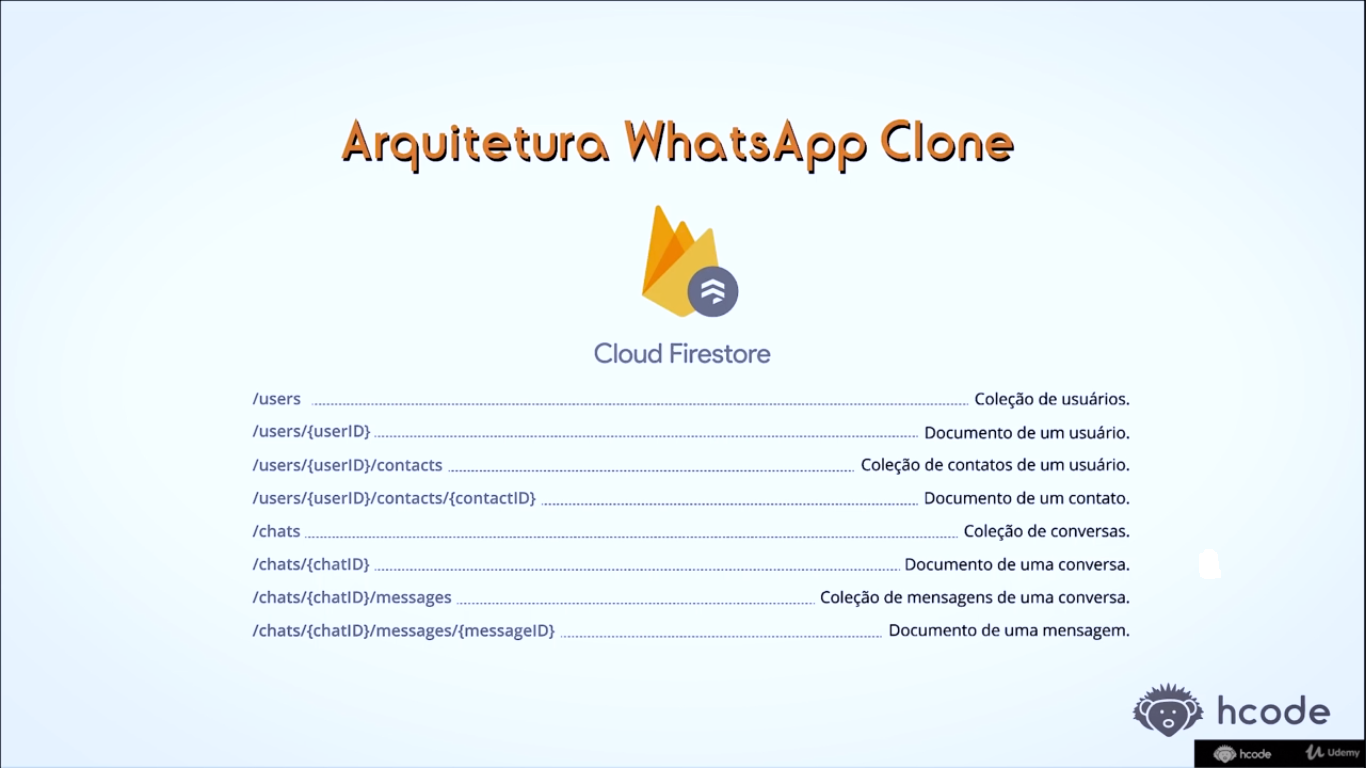 Arquitetura WhatsApp Clone
Cloud Firestore
/users ........ Coleção de usuários.
/users/{userID} ........ Documento de um usuário.
/users/{userID}/contacts ........ Coleção de contatos de um usuário.
/users/{userID}/contacts/{contactID} ........ Documento de um contato.
/chats ........ Coleção de conversas.
/chats/{chatID} ........ Documento de uma conversa.
/chats/{chatID}/messages ........ Coleção de mensagens de uma conversa.
/chats/{chatID}/messages/{messageID} ........ Documento de uma mensagem.
hcode
hcode Udemy